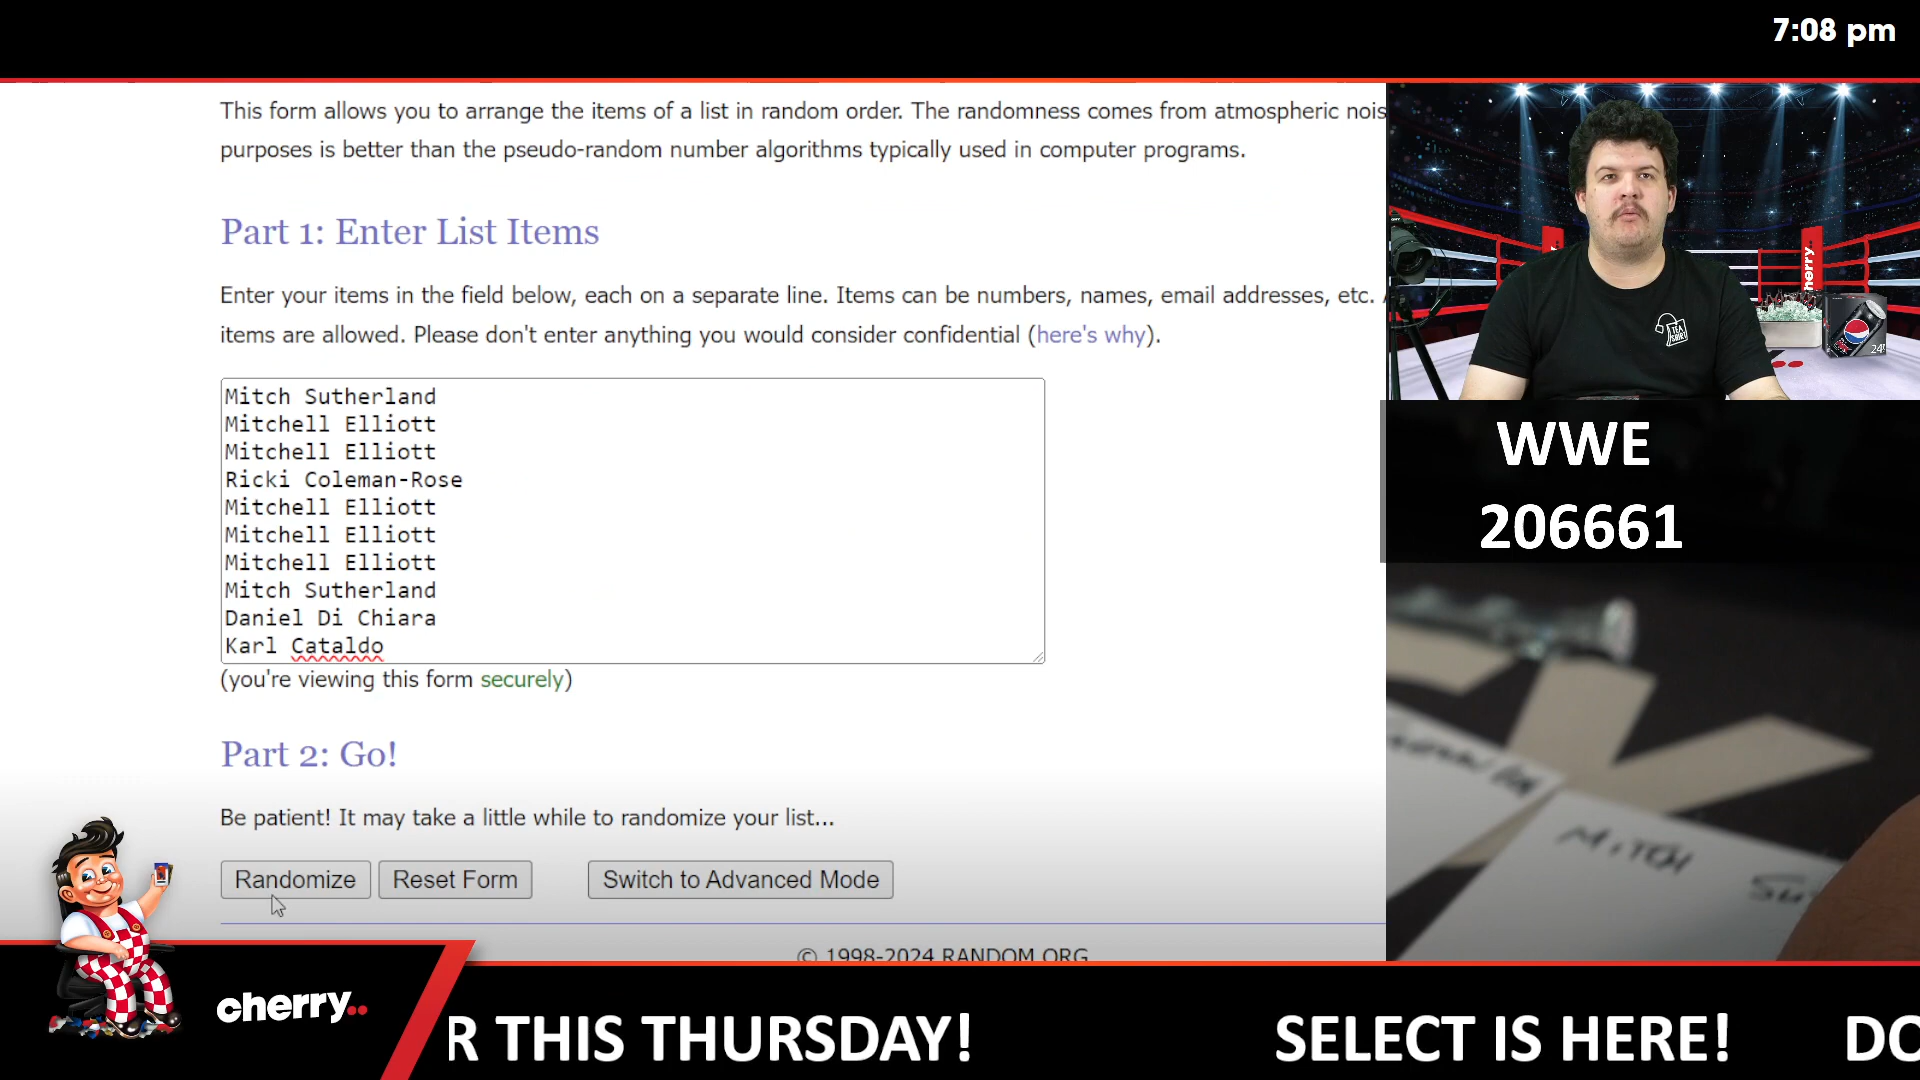 7:08 pm
This form allows you to arrange the items of a list in random order. The randomness comes from atmospheric nois
purposes is better than the pseudo-random number algorithms typically used in computer programs.
Part 1: Enter List Items
Enter your items in the field below, each on a separate line. Items can be numbers, names, email addresses, etc.
items are allowed. Please don't enter anything you would consider confidential (here's why).
Mitch Sutherland
Mitchell Elliott
Mitchell Elliott
Ricki Coleman-Rose
Mitchell Elliott
Mitchell Elliott
Mitchell Elliott
Mitch Sutherland
Daniel Di Chiara
Karl Cataldo
(you're viewing this form securely)
Part 2: Go!
Be patient! It may take a little while to randomize your list...
Randomize
Reset Form
Switch to Advanced Mode
© 1998-2024 RANDOM.ORG
cherry..
TEA
SHIRT
24
WWE
206661
MITCH
Su
cherry..
R THIS THURSDAY!
SELECT IS HERE!
DO